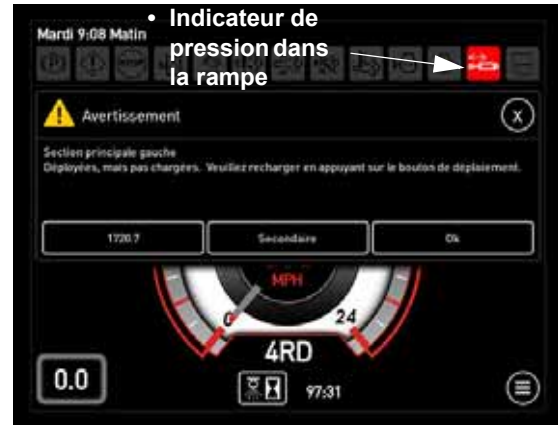 Mardi 9:08 Matin
• Indicateur de
pression dans
la rampe
Avertissement
X
Section principale gauche
Déployées, mais pas chargées. Veuillez recharger en appuyant sur le bouton de déploiement.
1720.7
Secondaire
Ok
MPH
0
24
4RD
0.0
97:31